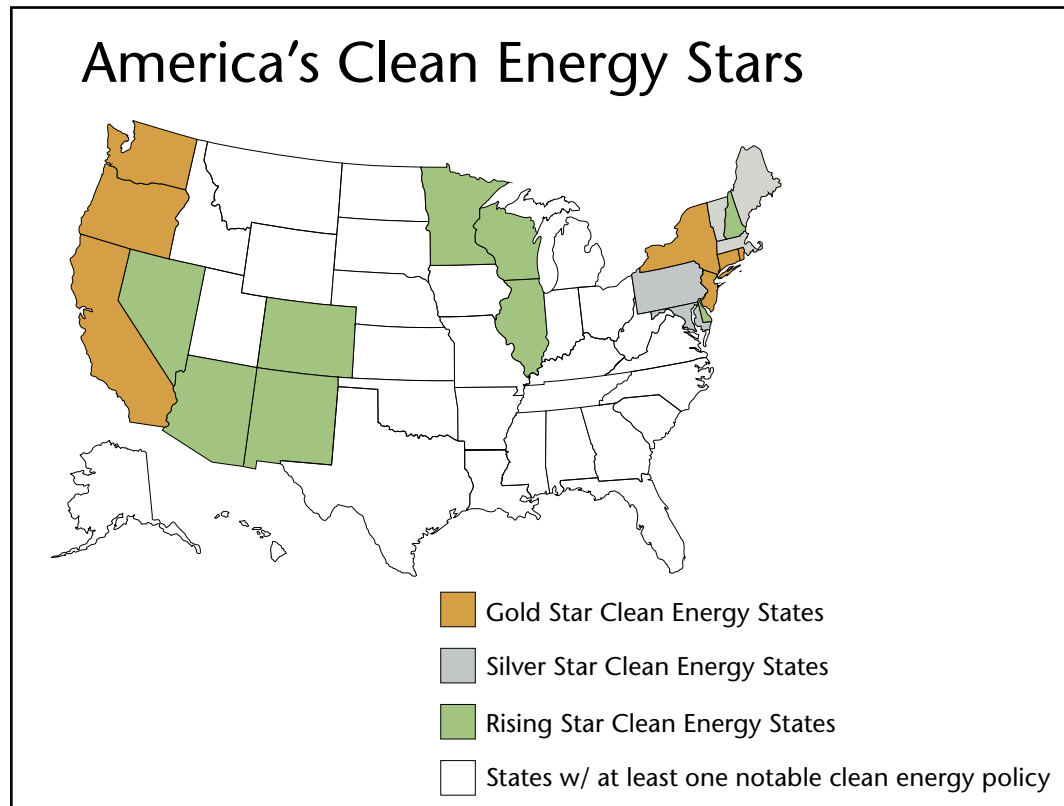 America's Clean Energy Stars
Gold Star Clean Energy States
Silver Star Clean Energy States
Rising Star Clean Energy States
States w/ at least one notable clean energy policy